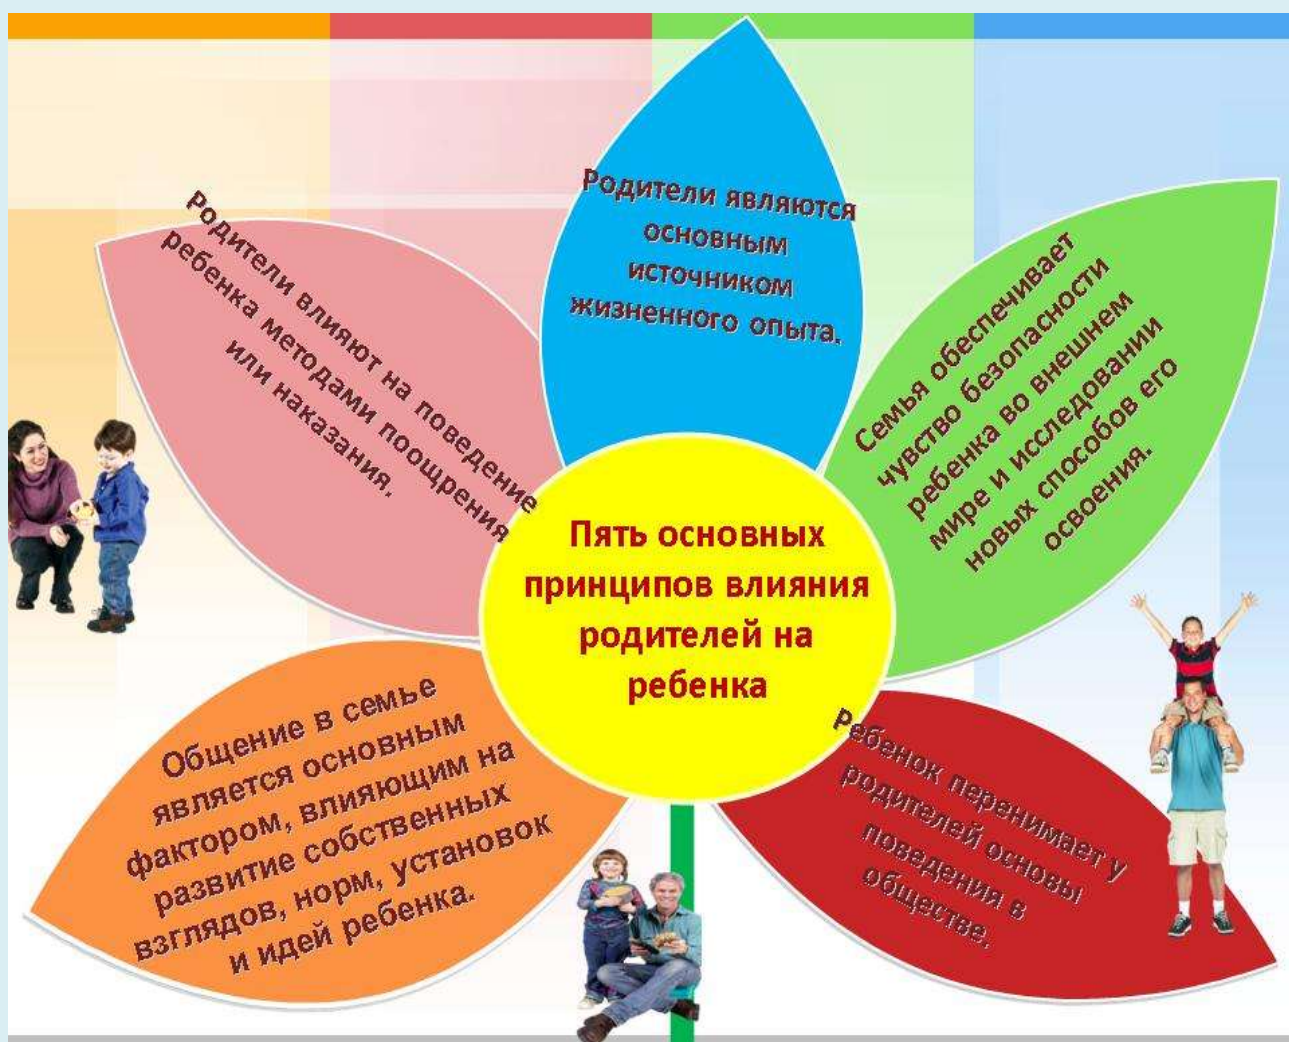 Родители являются
основным
источником
жизненного опыта.
Родители влияют на поведение
ребенка методами поощрения
или наказания.
Семья обеспечивает
чувство безопасности
ребенка во внешнем
мире и исследовании
новых способов его
освоения.
Пять основных
принципов влияния
родителей на
ребенка
Общение в семье
является основным
фактором, влияющим на
развитие собственных
взглядов, норм, установок
и идей ребенка.
Ребенок перенимает у
родителей основы
поведения в
обществе.